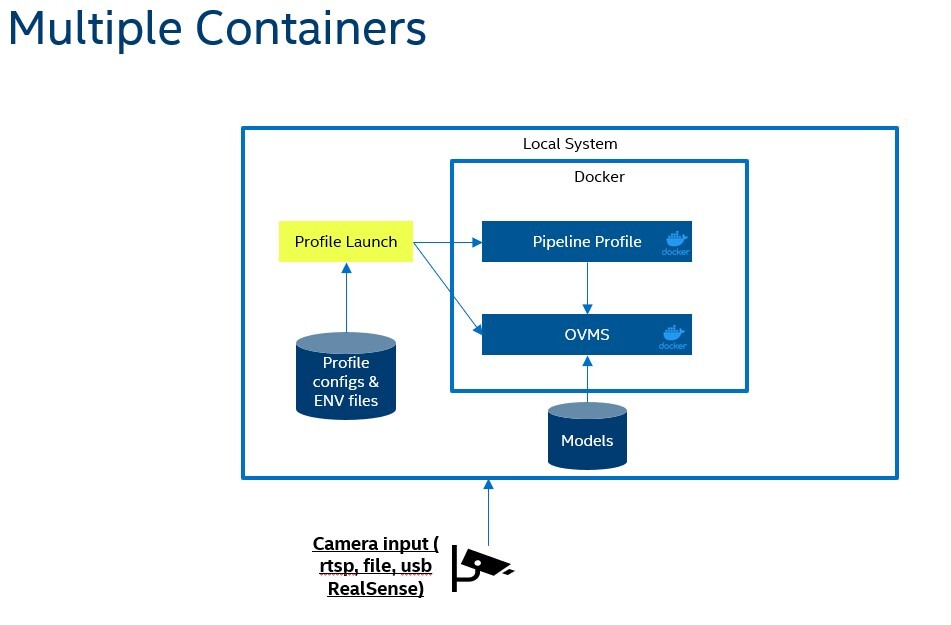 Multiple Containers
Local System
Docker
Profile Launch
Pipeline Profile
docker
OVMS
docker
Profile
configs &
ENV files
Models
Camera input (
rtsp, file, usb
RealSense)